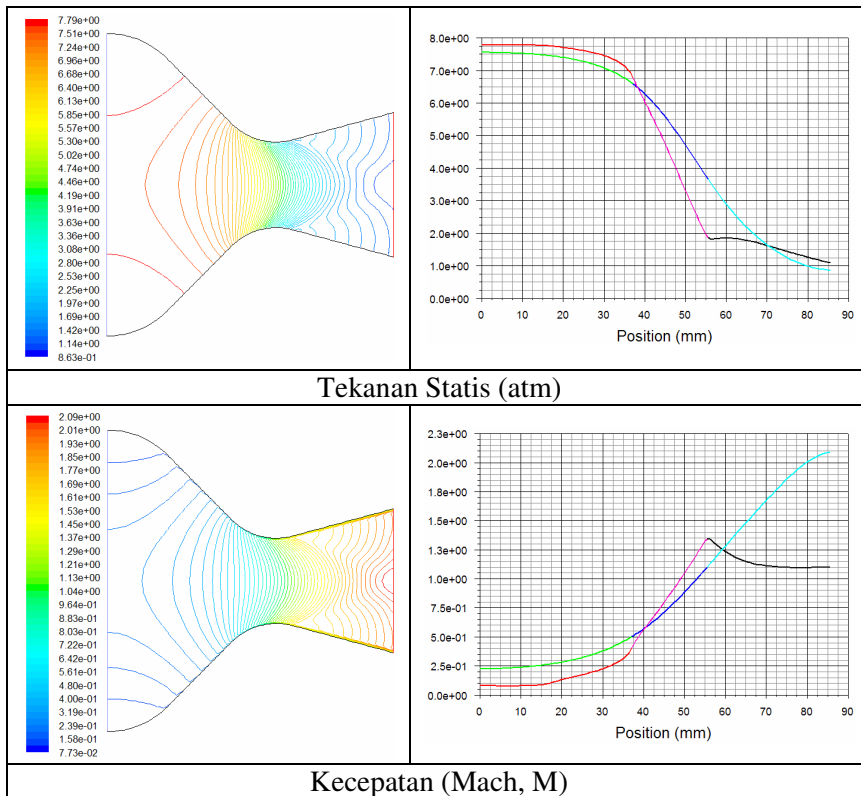 7.79e+00
7.51e+00
7.24e+00
6.96e+00
6.68e+00
6.40e+00
6.13e+00
5.85e+00
5.57e+00
5.30e+00
5.02e+00
4.74e+00
4.46e+00
4.19e+00
3.91e+00
3.63e+00
3.36e+00
3.08e+00
2.80e+00
2.53e+00
2.25e+00
1.97e+00
1.69e+00
1.42e+00
1.14e+00
8.63e-01
8.0e+00
7.0e+00
6.0e+00
5.0e+00
4.0e+00
3.0e+00
2.0e+00
1.0e+00
0.0e+00
0 10 20 30 40 50 60 70 80 90
Position (mm)
Tekanan Statis (atm)
2.09e+00
2.01e+00
1.93e+00
1.85e+00
1.77e+00
1.69e+00
1.61e+00
1.53e+00
1.45e+00
1.37e+00
1.29e+00
1.21e+00
1.13e+00
1.04e+00
9.64e-01
8.83e-01
8.03e-01
7.22e-01
6.42e-01
5.61e-01
4.80e-01
4.00e-01
3.19e-01
2.39e-01
1.58e-01
7.73e-02
2.3e+00
2.0e+00
1.8e+00
1.5e+00
1.3e+00
1.0e+00
7.5e-01
5.0e-01
2.5e-01
0.0e+00
0 10 20 30 40 50 60 70 80 90
Position (mm)
Kecepatan (Mach, M)